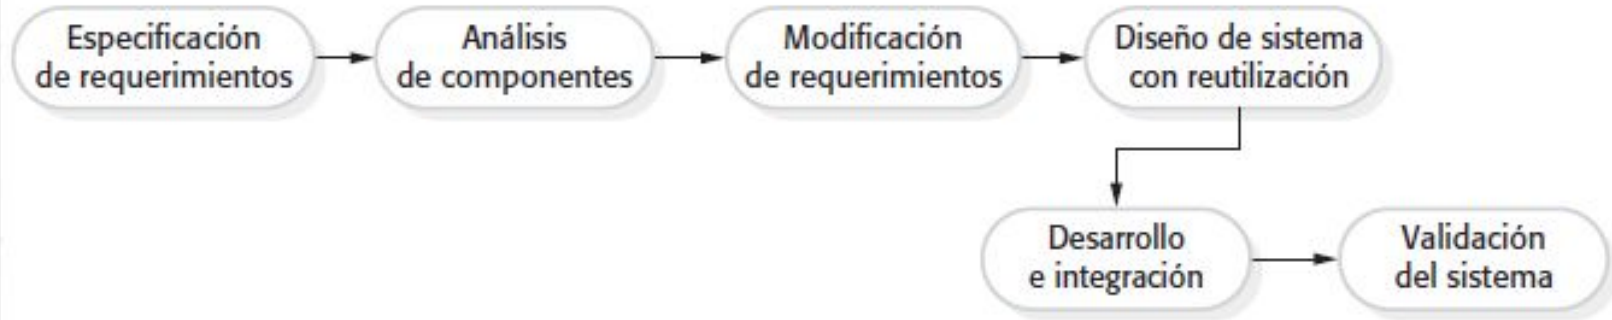 Especificación
de requerimientos
Análisis
de componentes
Modificación
de requerimientos
Diseño de sistema
con reutilización
Desarrollo
e integración
Validación
del sistema